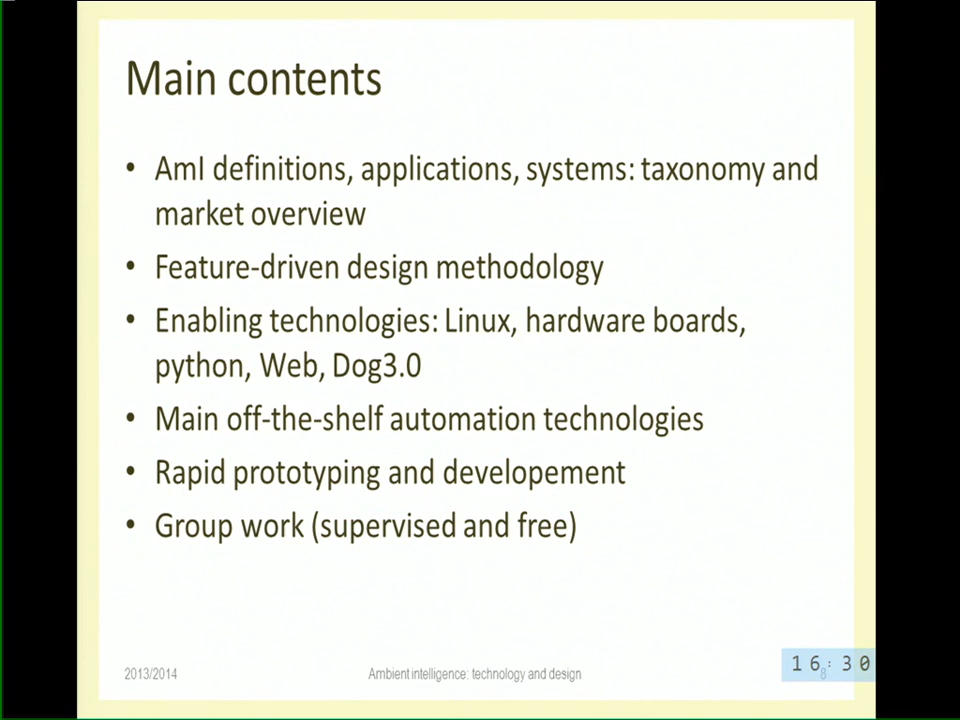 Main contents
• AmI definitions, applications, systems: taxonomy and
market overview
• Feature-driven design methodology
• Enabling technologies: Linux, hardware boards,
python, Web, Dog3.0
• Main off-the-shelf automation technologies
• Rapid prototyping and developement
• Group work (supervised and free)
2013/2014 Ambient intelligence: technology and design 8
16:30